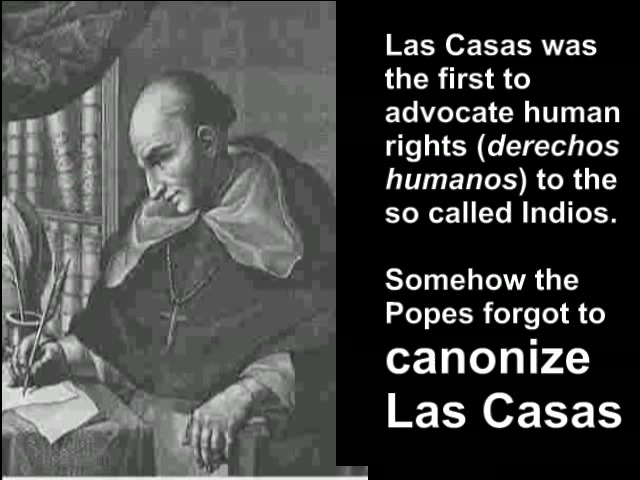 Las Casas was
the first to
advocate human
rights (derechos
humanos) to the
so called Indios.
Somehow the
Popes forgot to
canonize
Las Casas